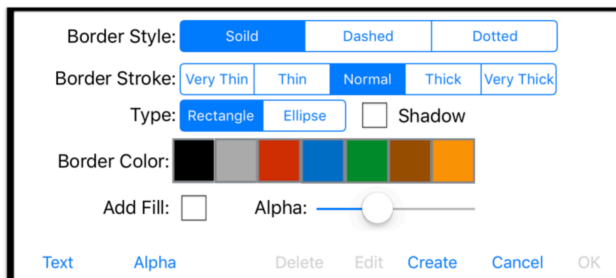 Border Style: Soild Dashed Dotted
Border Stroke: Very Thin Thin Normal Thick Very Thick
Type: Rectangle Ellipse Shadow
Border Color:
Add Fill: Alpha:
Text Alpha Delete Edit Create Cancel OK